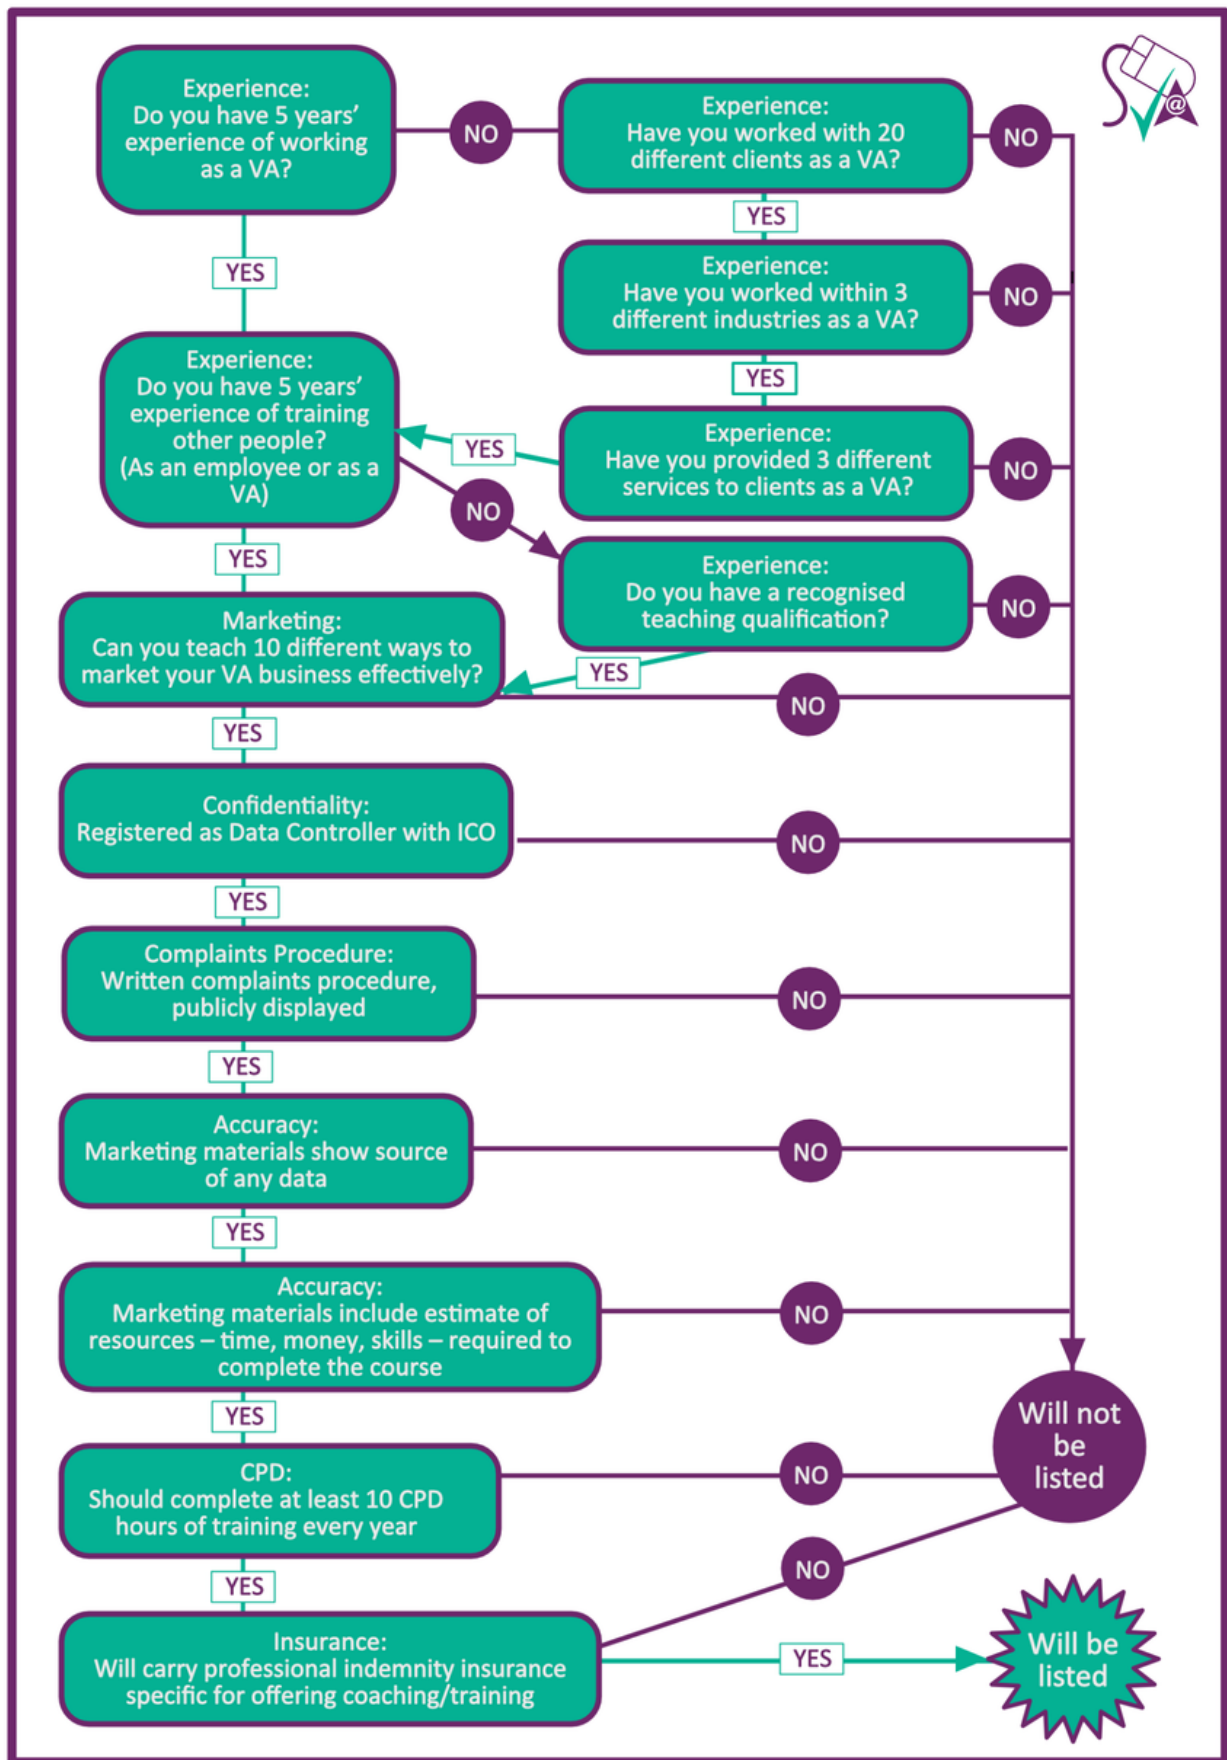 Experience:
Do you have 5 years’
experience of working
as a VA?
NO
Experience:
Have you worked with 20
different clients as a VA?
NO
@
YES
YES
Experience:
Have you worked within 3
different industries as a VA?
NO
YES
Experience:
Do you have 5 years’
experience of training
other people?
(As an employee or as a
VA)
YES
Experience:
Have you provided 3 different
services to clients as a VA?
NO
NO
YES
Experience:
Do you have a recognised
teaching qualification?
NO
YES
Marketing:
Can you teach 10 different ways to
market your VA business effectively?
NO
YES
Confidentiality:
Registered as Data Controller with ICO
NO
YES
Complaints Procedure:
Written complaints procedure,
publicly displayed
NO
YES
Accuracy:
Marketing materials show source
of any data
NO
YES
Accuracy:
Marketing materials include estimate of
resources – time, money, skills – required to
complete the course
NO
YES
Will not
be
listed
CPD:
Should complete at least 10 CPD
hours of training every year
NO
YES
NO
Insurance:
Will carry professional indemnity insurance
specific for offering coaching/training
YES
Will be
listed